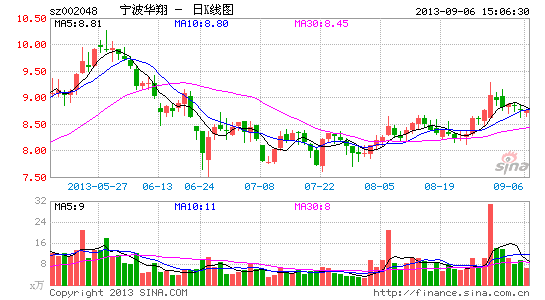 sz002048 宁波华翔 - 日K线图 2013-09-06 15:06:30
10.50 MA5:8.81 MA10:8.80 MA30:8.45
10.00
9.50
9.00
8.50
8.00
sina
7.50
2013-05-27 06-13 06-24 07-08 07-22 08-05 08-19 09-06
32 MA5:9 MA10:11 MA30:8
24
16
8
x万
Copyright 2013 SINA.COM http://finance.sina.com.cn